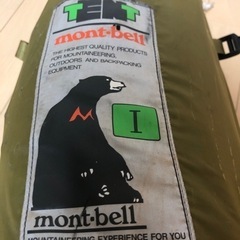 TENT
mont-bell
THE HIGHEST QUALITY PRODUCTS
FOR MOUNTAINEERING,
OUTDOORS, AND BACKPACKING
EQUIPMENT
I
mont-bell
MOUNTAINEERING EXPERIENCE FOR YOU